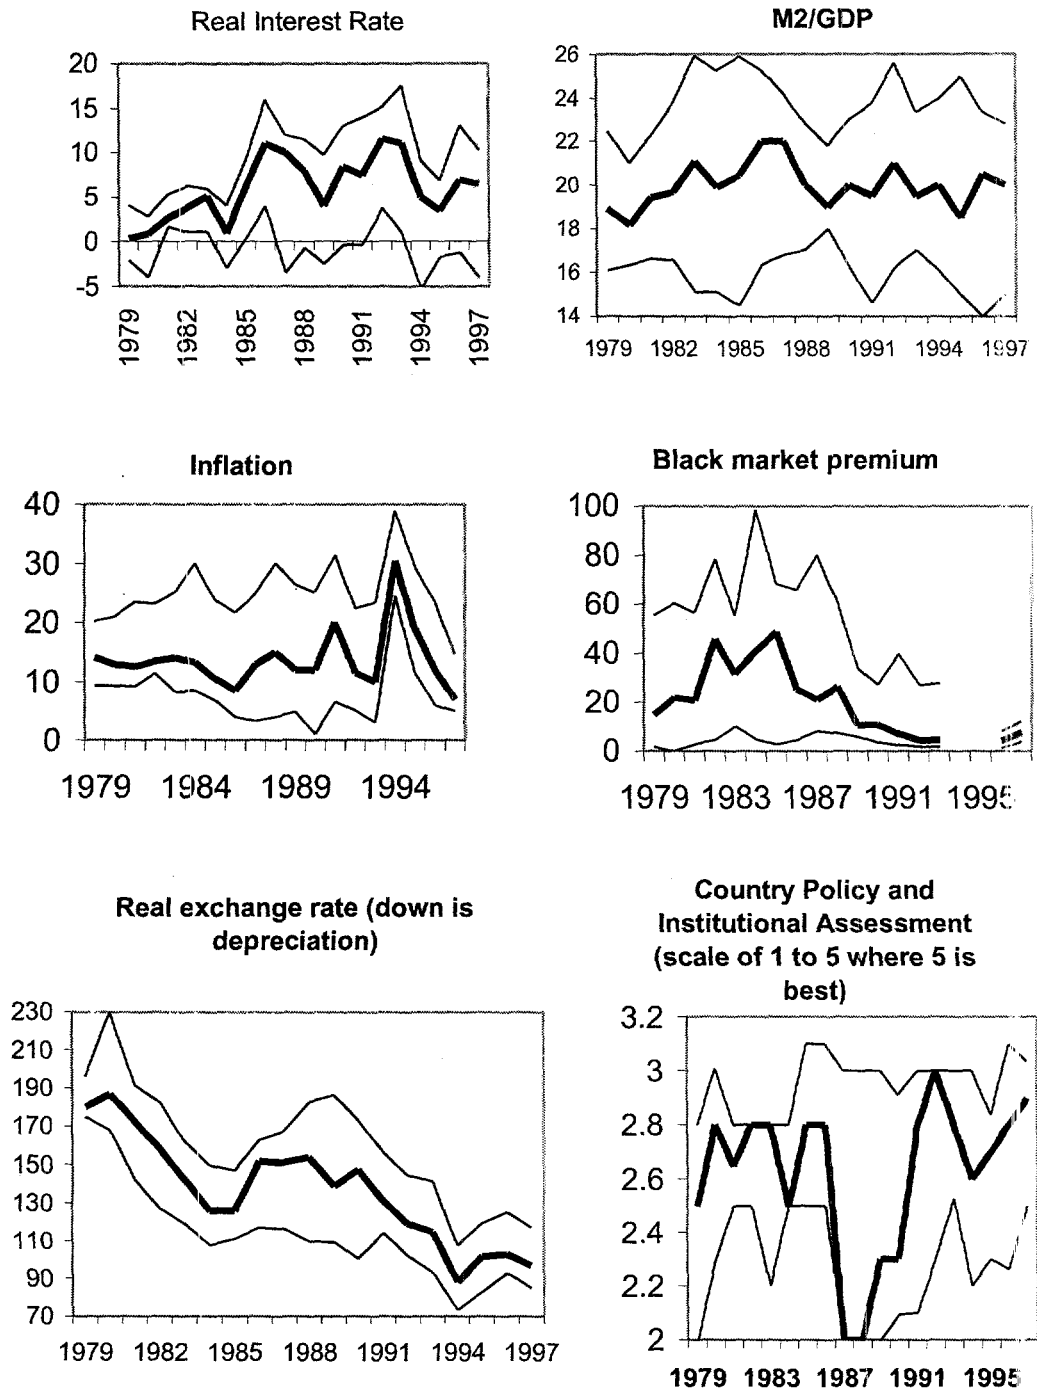 Real Interest Rate
20
15
10
5
0
-5
1979 1982 1985 1988 1991 1994 1997
M2/GDP
26
24
22
20
18
16
14
1979 1982 1985 1988 1991 1994 1997
Inflation
40
30
20
10
0
1979 1984 1989 1994
Black market premium
100
80
60
40
20
0
1979 1983 1987 1991 1995
Real exchange rate (down is
depreciation)
230
210
190
170
150
130
110
90
70
1979 1982 1985 1988 1991 1994 1997
Country Policy and
Institutional Assessment
(scale of 1 to 5 where 5 is
best)
3.2
3
2.8
2.6
2.4
2.2
2
1979 1983 1987 1991 1995